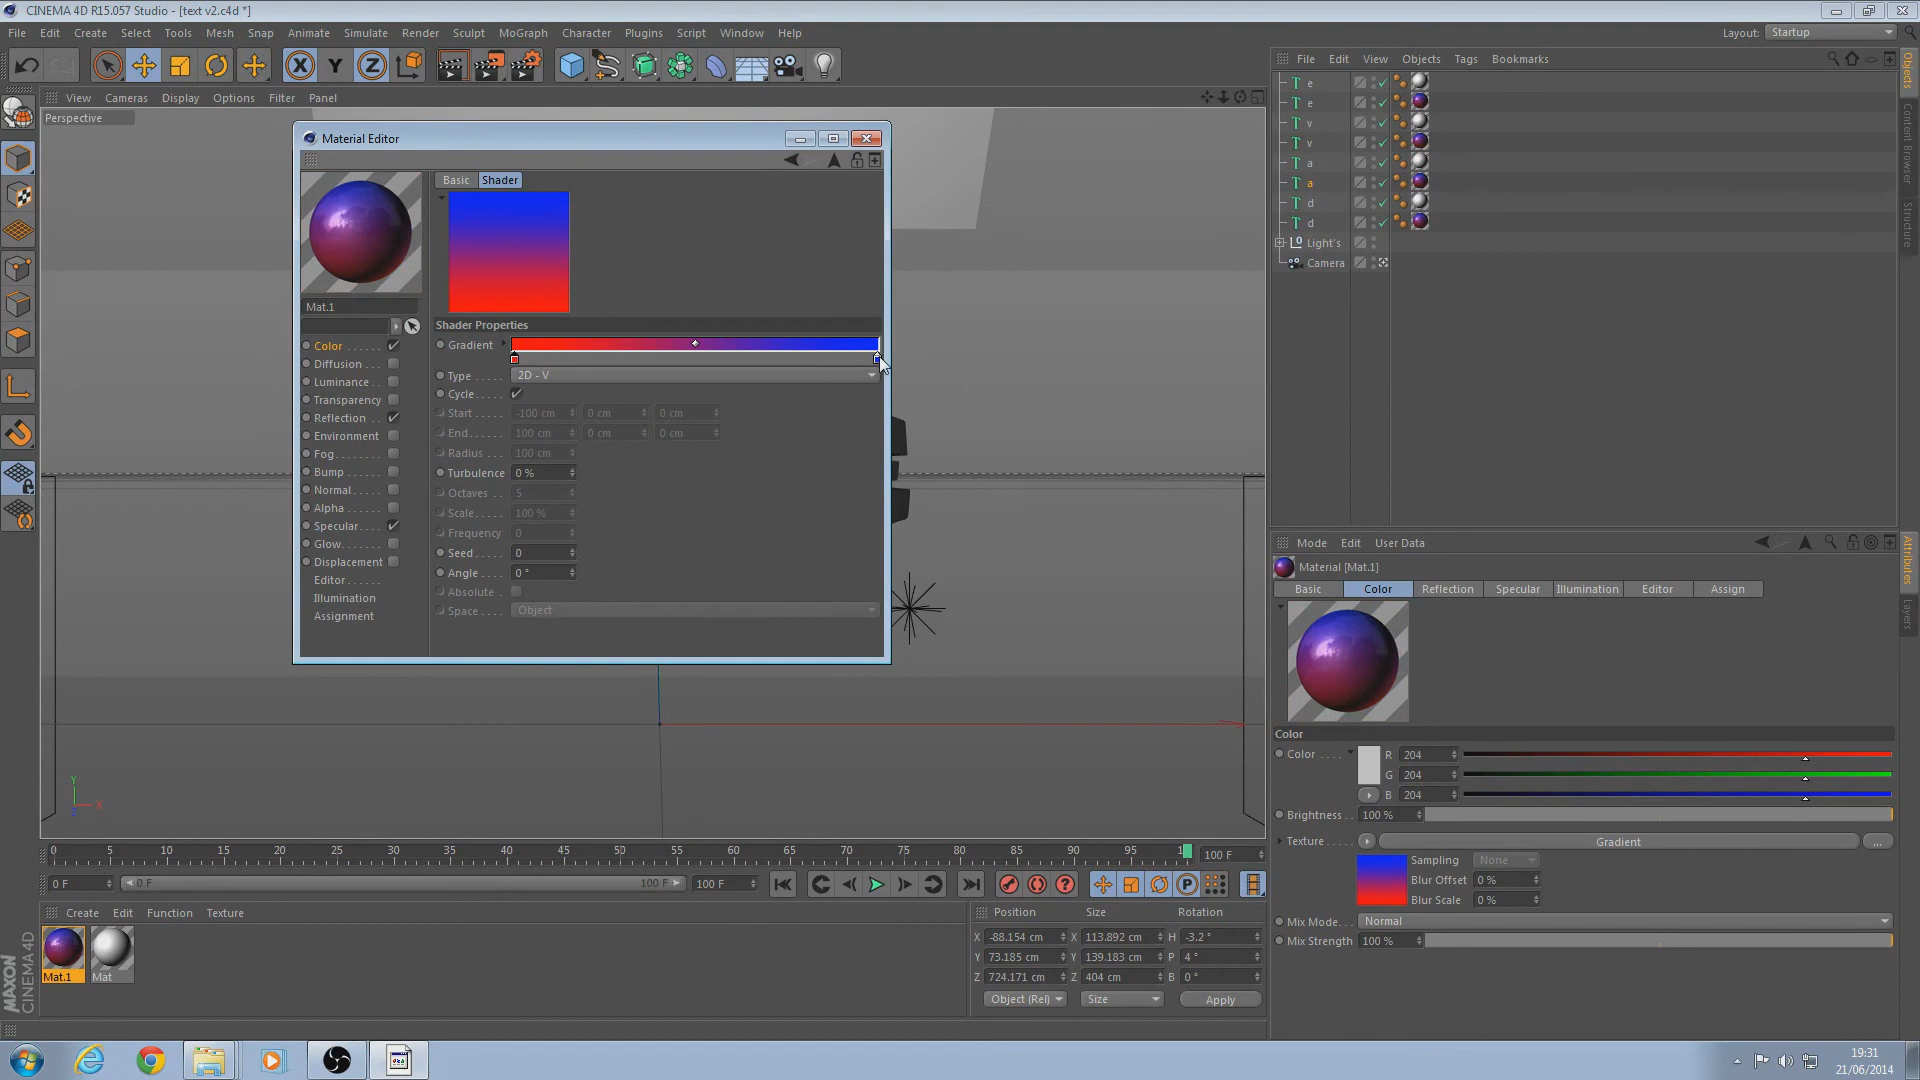 CINEMA 4D R15.057 Studio - [text v2.c4d *]
File Edit Create Select Tools Mesh Snap Animate Simulate Render Sculpt MoGraph Character Plugins Script Window Help
Layout: Startup
View Cameras Display Options Filter Panel
Perspective
File Edit View Objects Tags Bookmarks
e
e
v
v
a
a
d
d
Light's
Camera
Objects
Content Browser
Structure
Material Editor
Basic Shader
Mat.1
Color
Diffusion
Luminance
Transparency
Reflection
Environment
Fog
Bump
Normal
Alpha
Specular
Glow
Displacement
Editor
Illumination
Assignment
Shader Properties
Gradient
Type 2D - V
Cycle
Start -100 cm 0 cm 0 cm
End 100 cm 0 cm 0 cm
Radius 100 cm
Turbulence 0 %
Octaves 5
Scale 100 %
Frequency 0
Seed 0
Angle 0 °
Absolute
Space Object
Mode Edit User Data
Material [Mat.1]
Basic Color Reflection Specular Illumination Editor Assign
Color
Color R 204
G 204
B 204
Brightness 100 %
Texture Gradient ...
Sampling None
Blur Offset 0 %
Blur Scale 0 %
Mix Mode Normal
Mix Strength 100 %
Attributes
Layers
Y
X
Z
0 5 10 15 20 25 30 35 40 45 50 55 60 65 70 75 80 85 90 95 100 F
0 F 0 F 100 F 100 F
Create Edit Function Texture
Mat.1 Mat
MAXON
CINEMA 4D
Position Size Rotation
X -88.154 cm X 113.892 cm H -3.2 °
Y 73.185 cm Y 139.183 cm P 4 °
Z 724.171 cm Z 404 cm B 0 °
Object (Rel) Size Apply
19:31
21/06/2014